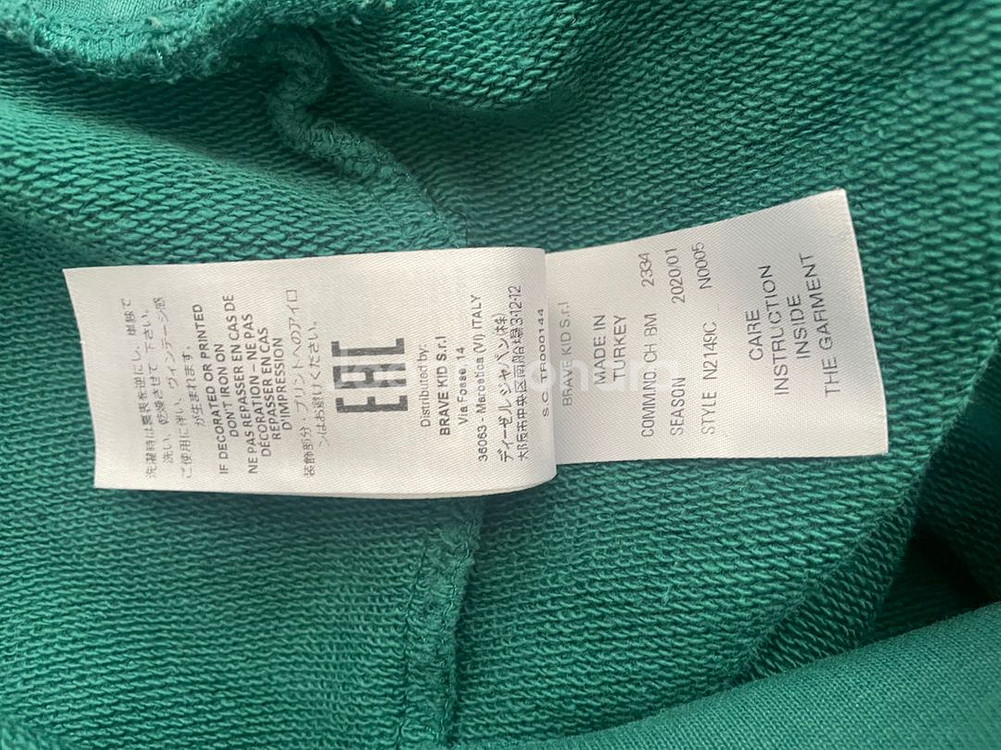 洗濯時は裏表を逆にし、単独で
洗い、乾燥させて下さい。
ご使用に伴い、ヴィンテージ感
が生まれます。
IF DECORATED OR PRINTED
DON'T IRON ON
NE PAS REPASSER EN CAS DE
DECORATION – NE PAS
REPASSER EN CAS
D'IMPRESSION
装飾部分・プリントへのアイロ
ンはお避けください。
EAC
Distributed by:
BRAVE KID S.r.l
Via Fosse, 14
36063 - Marostica (VI) ITALY
ディーゼルジャパン(株)
大阪市中央区南船場3-12-12
S.C.TR000144
BRAVE KID S.r.l
MADE IN
TURKEY
COMM/NO. CH BM 2334
SEASON 2020/01
STYLE N2149C N0005
CARE
INSTRUCTION
INSIDE
THE GARMENT